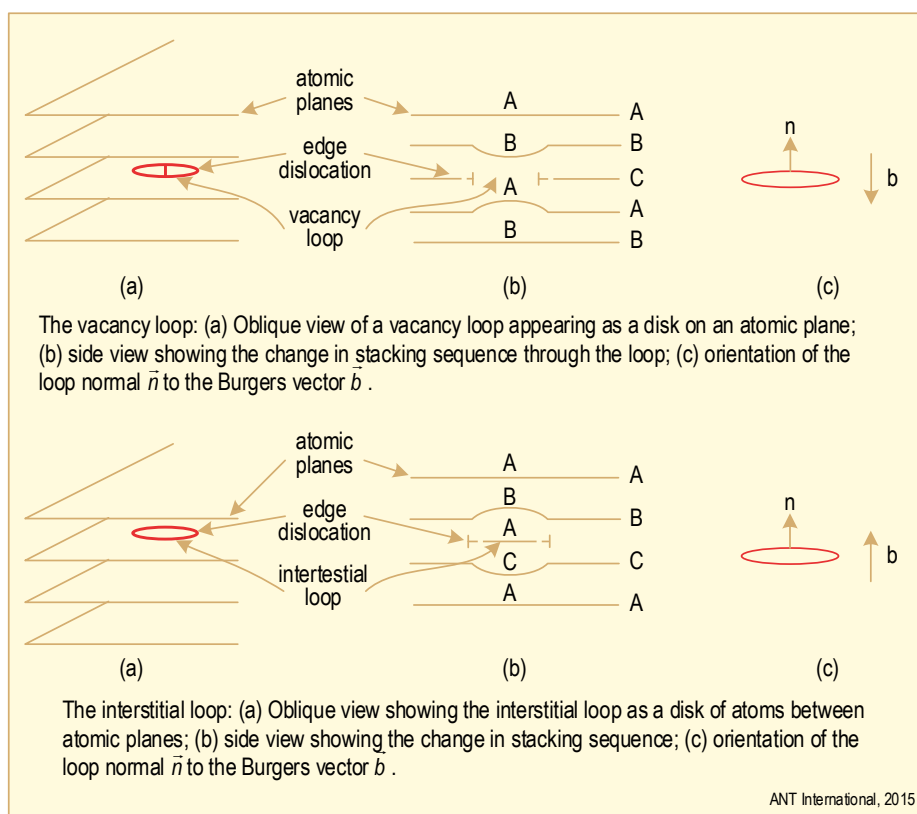 atomic
planes
edge
dislocation
vacancy
loop
A
B
A
B
A
B
C
A
B
n
b
(a)
(b)
(c)
The vacancy loop: (a) Oblique view of a vacancy loop appearing as a disk on an atomic plane;
(b) side view showing the change in stacking sequence through the loop; (c) orientation of the
loop normal n⃗ to the Burgers vector b⃗ .
atomic
planes
edge
dislocation
intertestial
loop
A
B
A
C
A
A
B
C
A
n
b
(a)
(b)
(c)
The interstitial loop: (a) Oblique view showing the interstitial loop as a disk of atoms between
atomic planes; (b) side view showing the change in stacking sequence; (c) orientation of the
loop normal n⃗ to the Burgers vector b⃗ .
ANT International, 2015